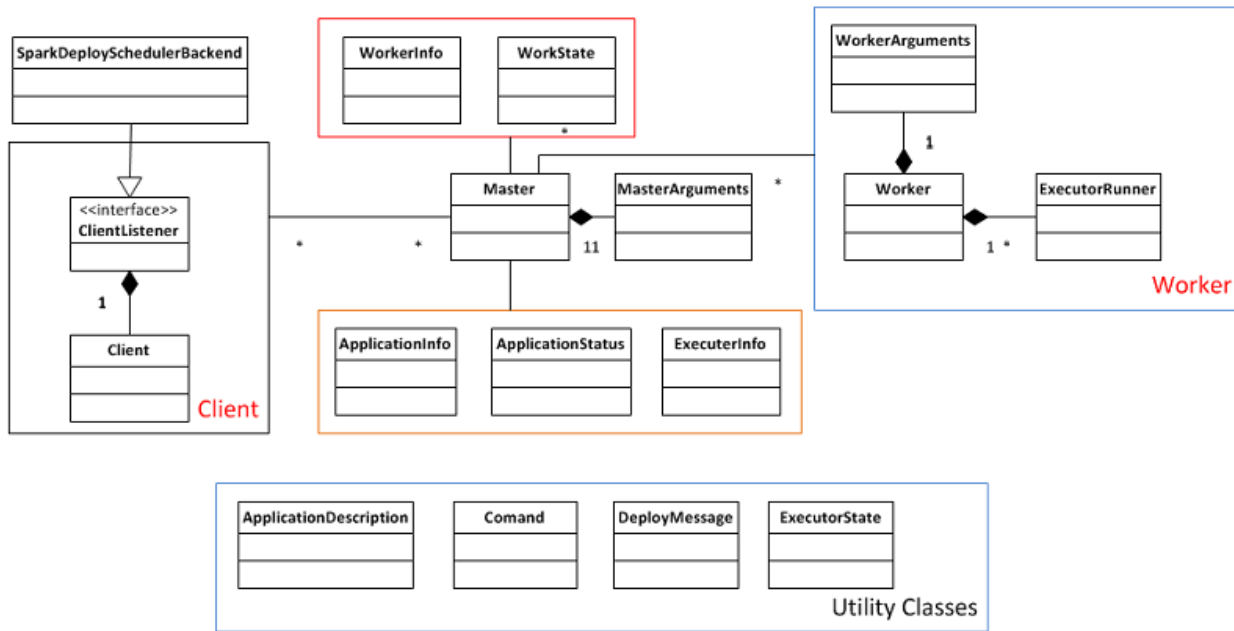 SparkDeploySchedulerBackend
WorkerInfo
WorkState
*
WorkerArguments
1
<<interface>>
ClientListener
1
Client
Client
*
*
Master
11
MasterArguments
*
Worker
1 *
ExecutorRunner
Worker
ApplicationInfo
ApplicationStatus
ExecuterInfo
ApplicationDescription
Comand
DeployMessage
ExecutorState
Utility Classes